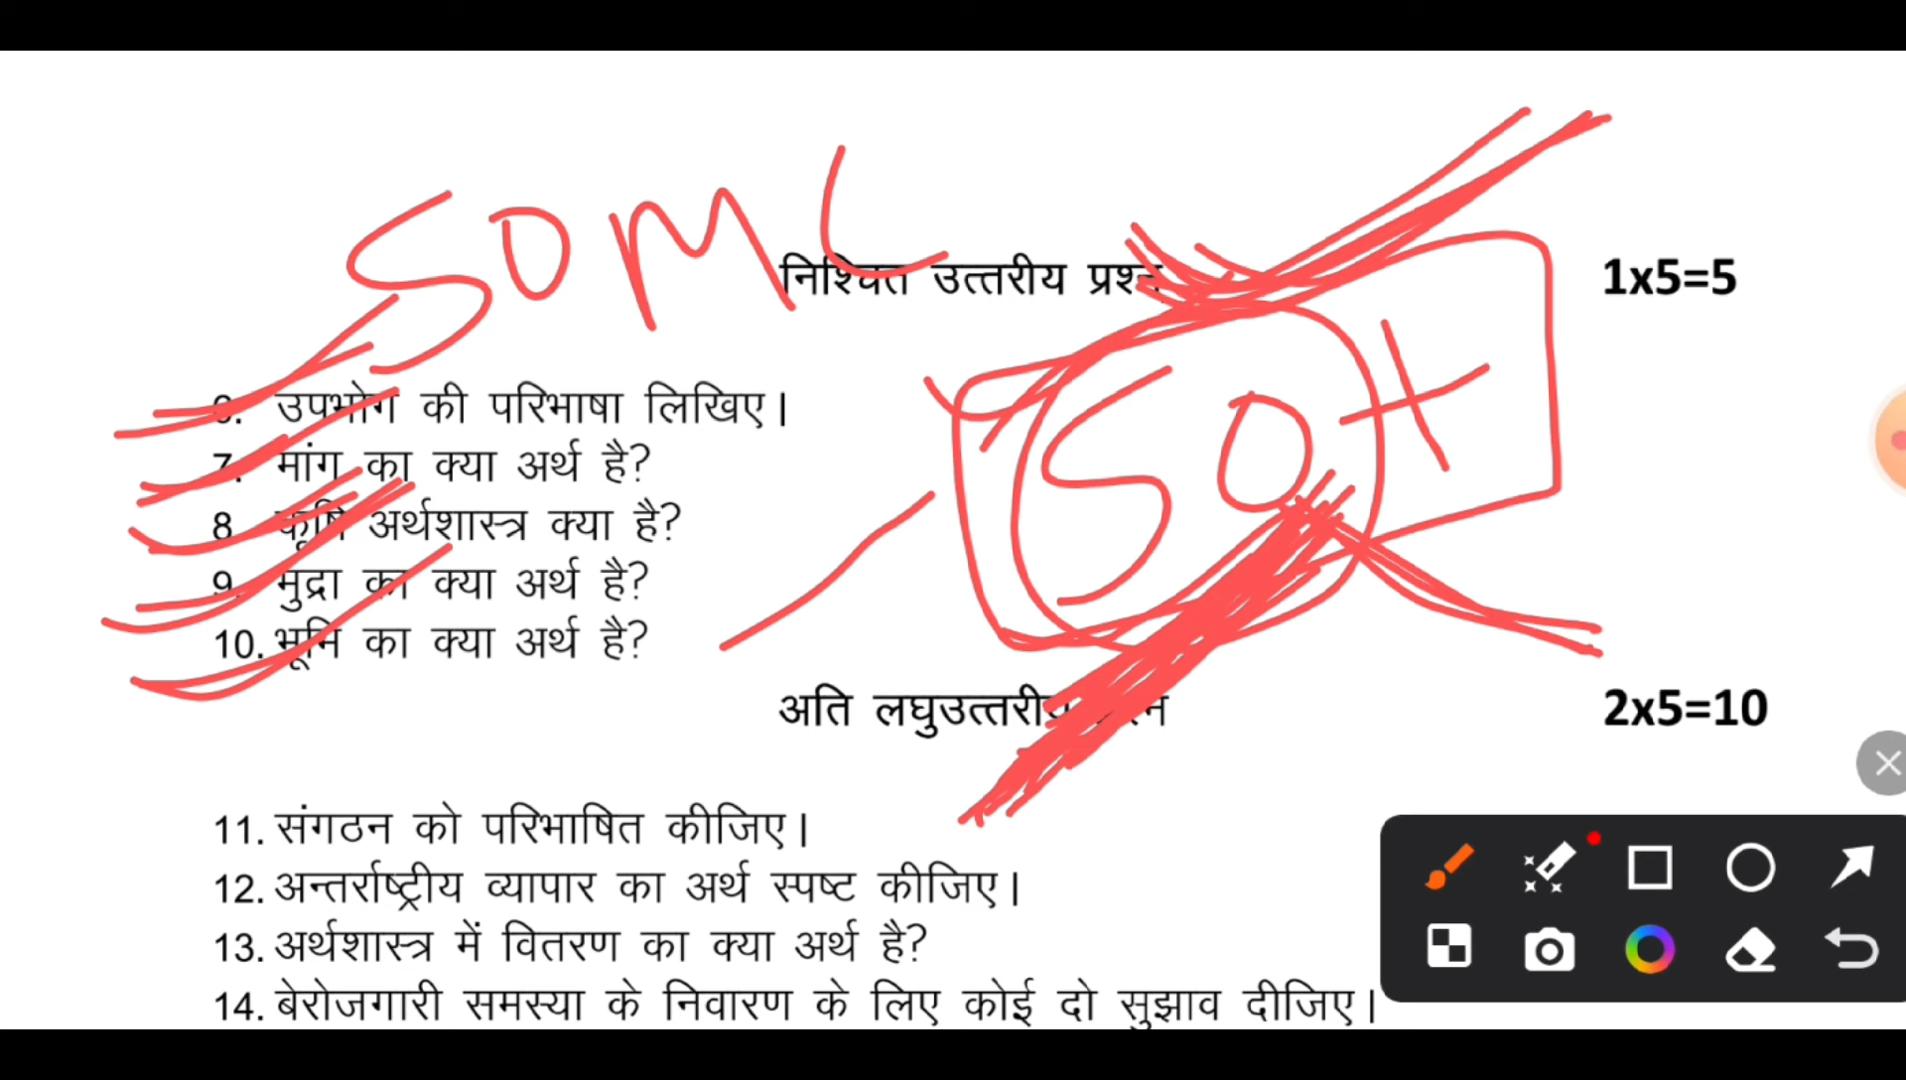 SOML
निश्चित उत्तरीय प्रश्न 1x5=5
50+
6. उपभोग की परिभाषा लिखिए।
7. मांग का क्या अर्थ है?
8 कृषि अर्थशास्त्र क्या है?
9. मुद्रा का क्या अर्थ है?
10. भूमि का क्या अर्थ है?
अति लघुउत्तरीय प्रश्न 2x5=10
11. संगठन को परिभाषित कीजिए।
12. अन्तर्राष्ट्रीय व्यापार का अर्थ स्पष्ट कीजिए।
13. अर्थशास्त्र में वितरण का क्या अर्थ है?
14. बेरोजगारी समस्या के निवारण के लिए कोई दो सुझाव दीजिए।